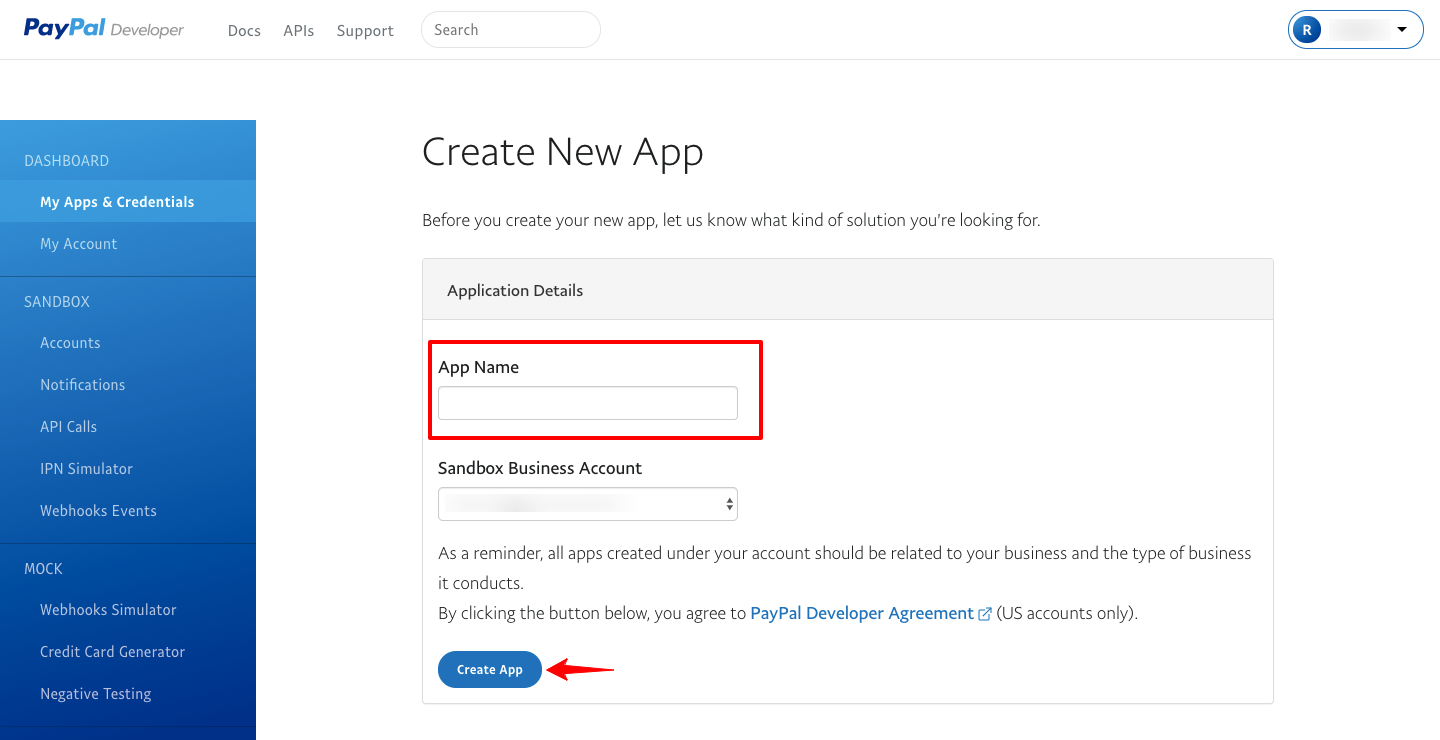 PayPal Developer
Docs APIs Support Search
R
DASHBOARD
My Apps & Credentials
My Account
SANDBOX
Accounts
Notifications
API Calls
IPN Simulator
Webhooks Events
MOCK
Webhooks Simulator
Credit Card Generator
Negative Testing
Create New App
Before you create your new app, let us know what kind of solution you're looking for.
Application Details
App Name
Sandbox Business Account
As a reminder, all apps created under your account should be related to your business and the type of business
it conducts.
By clicking the button below, you agree to PayPal Developer Agreement (US accounts only).
Create App